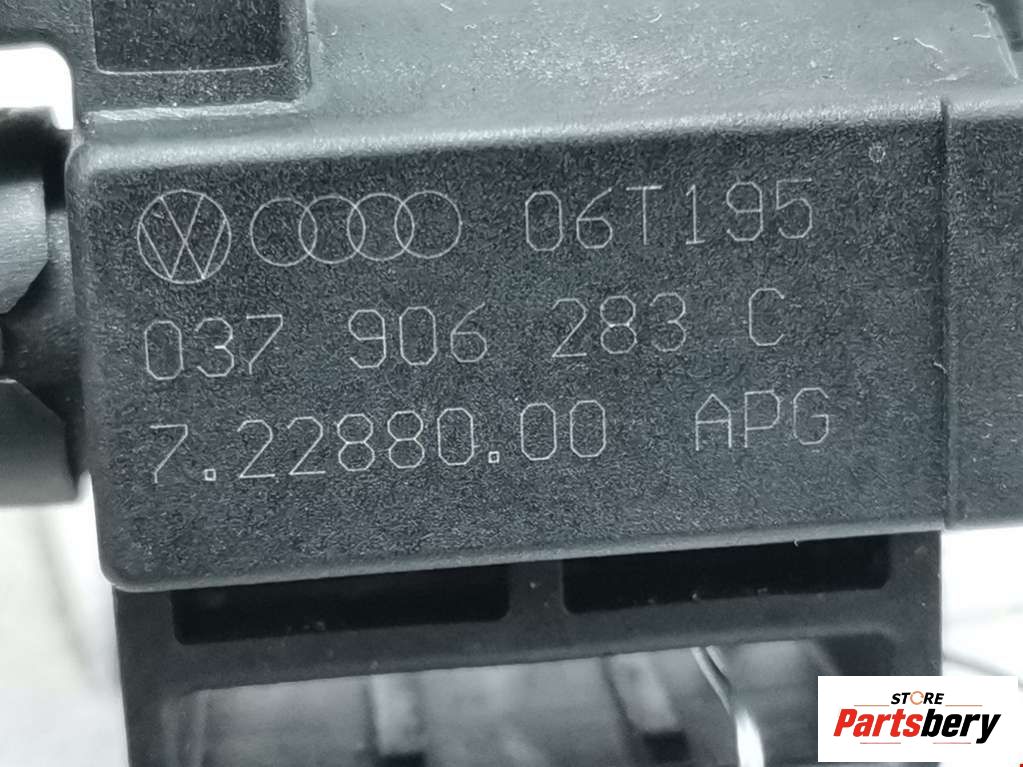 06T195
037 906 283 C
7.22880.00 APG
STORE
Partsbery